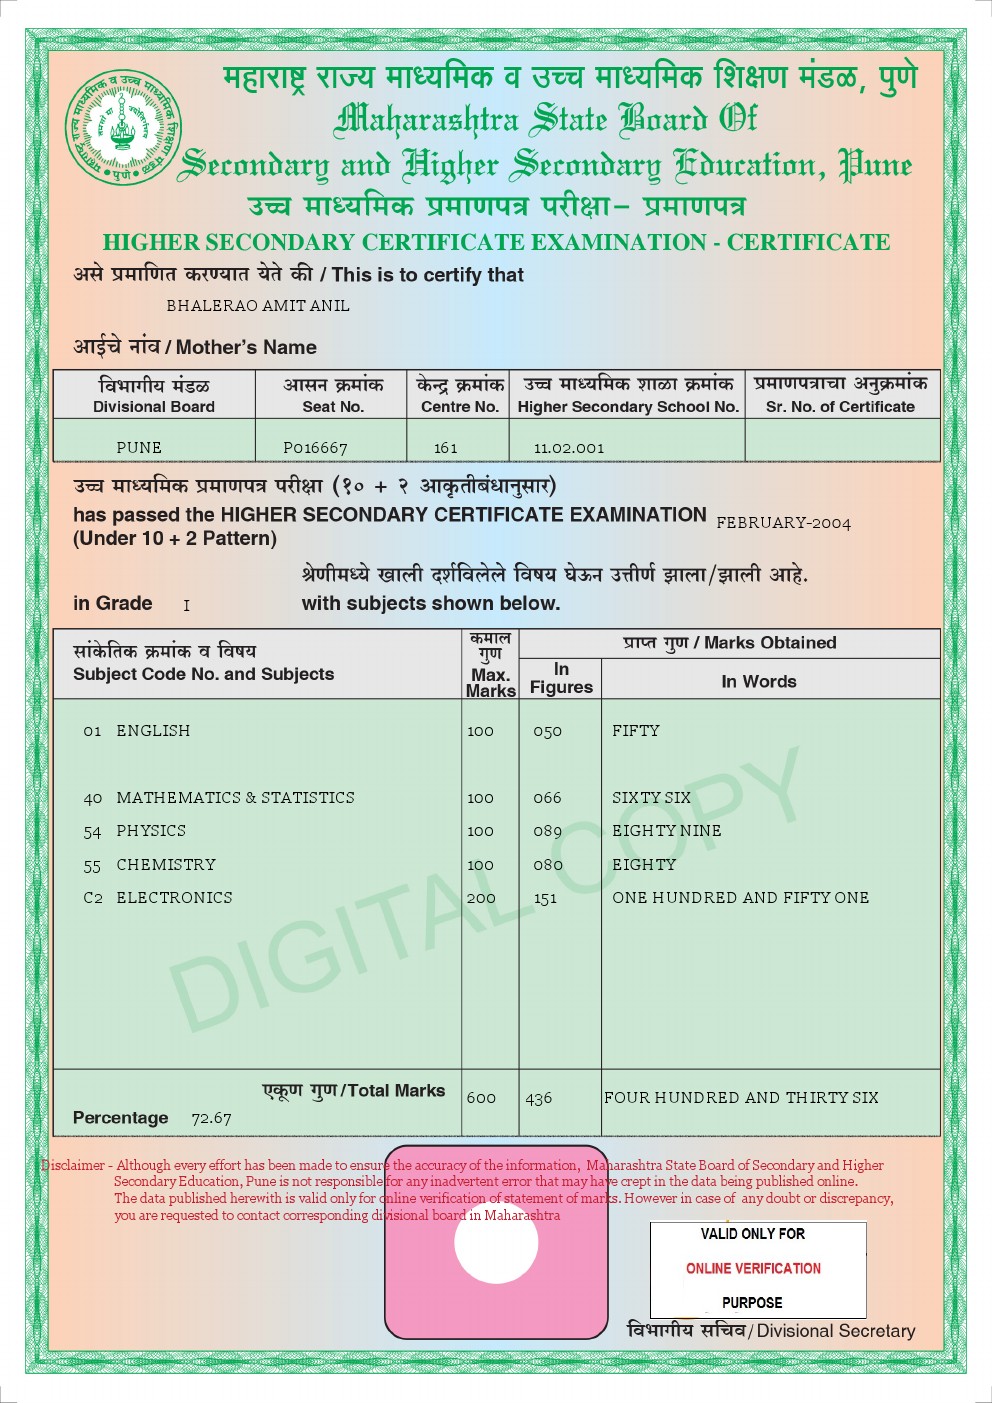 महाराष्ट्र राज्य माध्यमिक व उच्च माध्यमिक शिक्षण मंडळ, पुणे
Maharashtra State Board Of
Secondary and Higher Secondary Education, Pune
उच्च माध्यमिक प्रमाणपत्र परीक्षा– प्रमाणपत्र
HIGHER SECONDARY CERTIFICATE EXAMINATION - CERTIFICATE
असे प्रमाणित करण्यात येते की / This is to certify that
BHALERAO AMIT ANIL
आईचे नांव / Mother's Name
विभागीय मंडळ आसन क्रमांक केन्द्र क्रमांक उच्च माध्यमिक शाळा क्रमांक प्रमाणपत्राचा अनुक्रमांक
Divisional Board Seat No. Centre No. Higher Secondary School No. Sr. No. of Certificate
PUNE P016667 161 11.02.001
उच्च माध्यमिक प्रमाणपत्र परीक्षा (१० + २ आकृतीबंधानुसार)
has passed the HIGHER SECONDARY CERTIFICATE EXAMINATION FEBRUARY-2004
(Under 10 + 2 Pattern)
श्रेणीमध्ये खाली दर्शविलेले विषय घेऊन उत्तीर्ण झाला/झाली आहे.
in Grade I with subjects shown below.
सांकेतिक क्रमांक व विषय कमाल गुण प्राप्त गुण / Marks Obtained
Subject Code No. and Subjects Max. Marks In Figures In Words
01 ENGLISH 100 050 FIFTY
40 MATHEMATICS & STATISTICS 100 066 SIXTY SIX
54 PHYSICS 100 089 EIGHTY NINE
55 CHEMISTRY 100 080 EIGHTY
C2 ELECTRONICS 200 151 ONE HUNDRED AND FIFTY ONE
DIGITAL COPY
एकूण गुण/Total Marks 600 436 FOUR HUNDRED AND THIRTY SIX
Percentage 72.67
Disclaimer - Although every effort has been made to ensure the accuracy of the information, Maharashtra State Board of Secondary and Higher
Secondary Education, Pune is not responsible for any inadvertent error that may have crept in the data being published online.
The data published herewith is valid only for online verification of statement of marks. However in case of any doubt or discrepancy,
you are requested to contact corresponding divisional board in Maharashtra
VALID ONLY FOR
ONLINE VERIFICATION
PURPOSE
विभागीय सचिव/Divisional Secretary